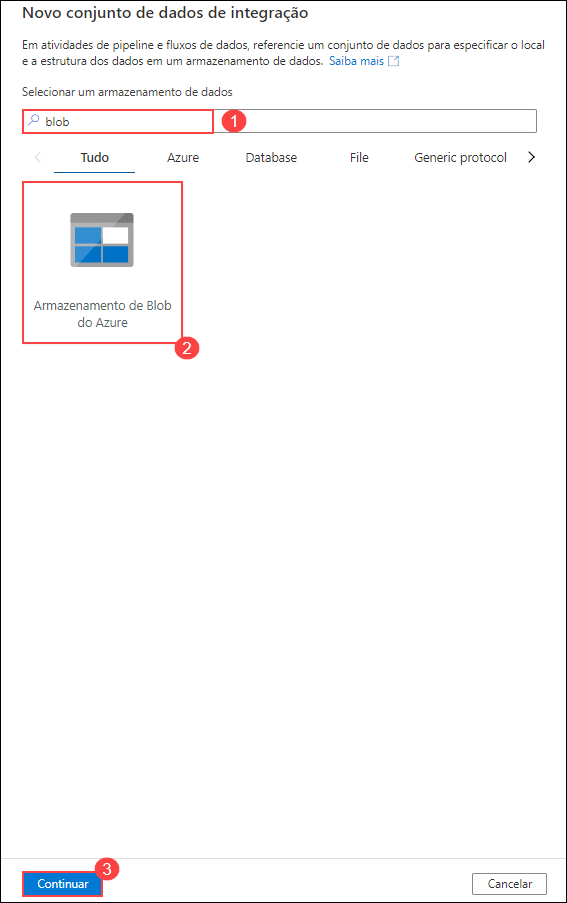 Novo conjunto de dados de integração
Em atividades de pipeline e fluxos de dados, referencie um conjunto de dados para especificar o local
e a estrutura dos dados em um armazenamento de dados. Saiba mais
Selecionar um armazenamento de dados
blob
1
Tudo Azure Database File Generic protocol
Armazenamento de Blob
do Azure
2
3
Continuar Cancelar